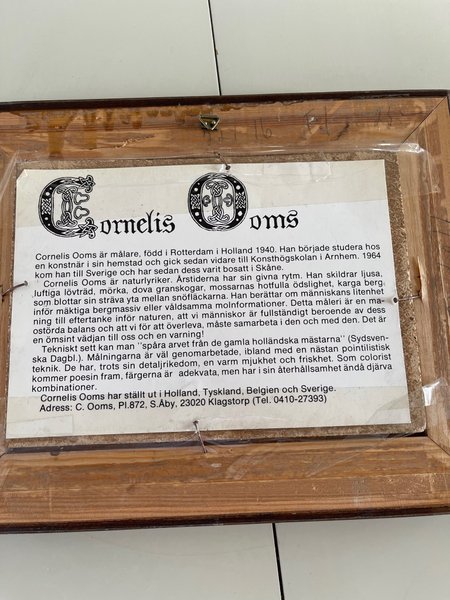 Cornelis Ooms
Cornelis Ooms är målare, född i Rotterdam i Holland 1940. Han började studera hos
en konstnär i sin hemstad och gick sedan vidare till Konsthögskolan i Arnhem. 1964
kom han till Sverige och har sedan dess varit bosatt i Skåne.
Cornelis Ooms är naturlyriker. Årstiderna har sin givna rytm. Han skildrar ljusa,
luftiga lövträd, mörka, dova granskogar, mossarnas hotfulla ödslighet, karga berg,
som blottar sin sträva yta mellan snöfläckarna. Han berättar om människans litenhet
inför mäktiga bergmassiv eller våldsamma molnformationer. Detta måleri är en ma-
ning till eftertanke inför naturen, att vi människor är fullständigt beroende av dess
ostörda balans och att vi för att överleva, måste samarbeta i den och med den. Det är
en ömsint vädjan till oss och en varning!
Tekniskt sett kan man "spåra arvet från de gamla holländska mästarna" (Sydsven-
ska Dagbl.). Målningarna är väl genomarbetade, ibland med en nästan pointilistisk
teknik. De har, trots sin detaljrikedom, en varm mjukhet och friskhet. Som colorist
kommer poesin fram, färgerna är adekvata, men har i sin återhållsamhet ändå djärva
kombinationer.
Cornelis Ooms har ställt ut i Holland, Tyskland, Belgien och Sverige.
Adress: C. Ooms, Pl.872, S.Åby, 23020 Klagstorp (Tel. 0410-27393)